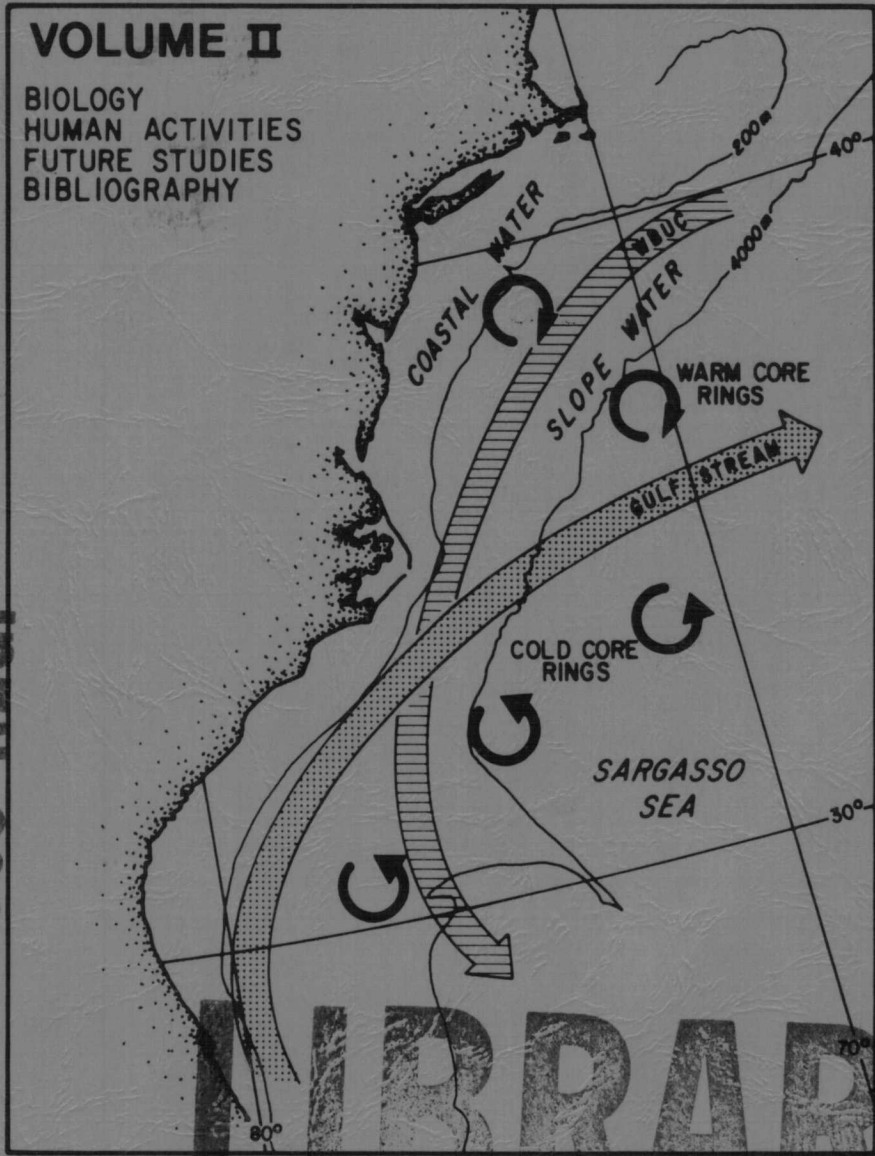 VOLUME II
BIOLOGY
HUMAN ACTIVITIES
FUTURE STUDIES
BIBLIOGRAPHY
200m
40°
COASTAL WATER
WBUC
4000m
SLOPE WATER
WARM CORE
RINGS
GULF STREAM
COLD CORE
RINGS
SARGASSO
SEA
30°
70°
80°
LIBRAR